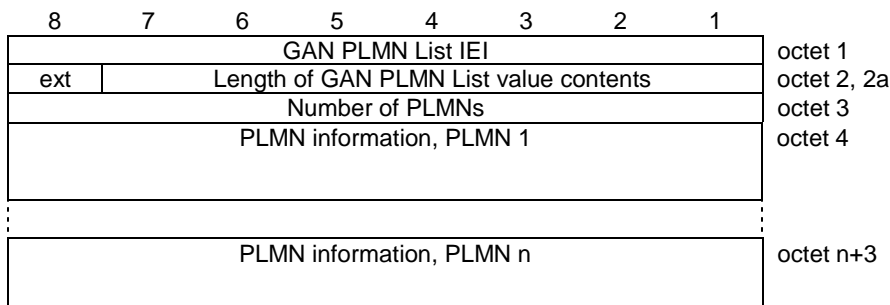 8 7 6 5 4 3 2 1
GAN PLMN List IEI octet 1
ext Length of GAN PLMN List value contents octet 2, 2a
Number of PLMNs octet 3
PLMN information, PLMN 1 octet 4
PLMN information, PLMN n octet n+3